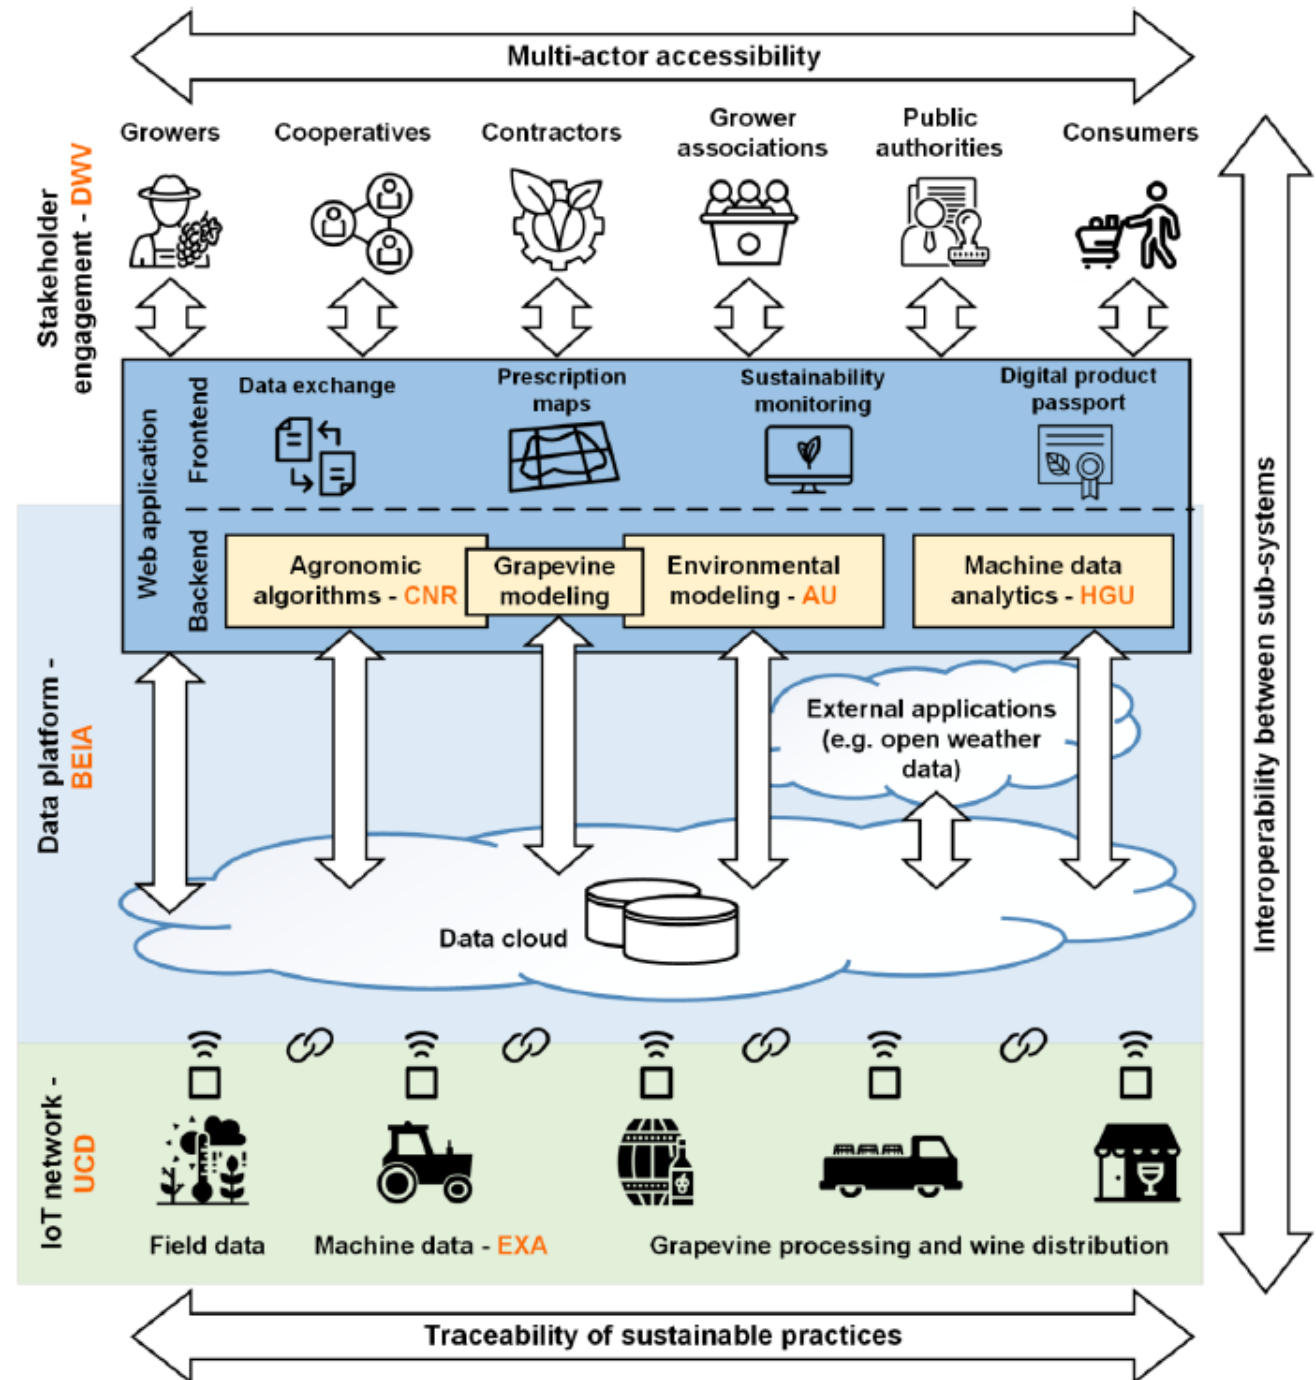 Multi-actor accessibility
Growers
Cooperatives
Contractors
Grower
associations
Public
authorities
Consumers
Stakeholder
engagement - DWV
Web application
Frontend
Data exchange
Prescription
maps
Sustainability
monitoring
Digital product
passport
Backend
Agronomic
algorithms - CNR
Grapevine
modeling
Environmental
modeling - AU
Machine data
analytics - HGU
Data platform -
BEIA
External applications
(e.g. open weather
data)
Data cloud
Interoperability between sub-systems
IoT network -
UCD
Field data
Machine data - EXA
Grapevine processing and wine distribution
Traceability of sustainable practices